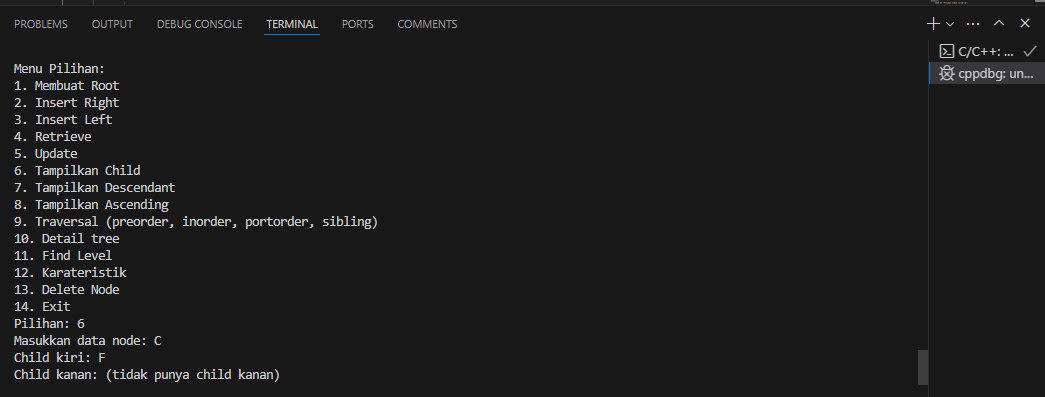 PROBLEMS OUTPUT DEBUG CONSOLE TERMINAL PORTS COMMENTS
C/C++: ...
cppdbg: un...
Menu Pilihan:
1. Membuat Root
2. Insert Right
3. Insert Left
4. Retrieve
5. Update
6. Tampilkan Child
7. Tampilkan Descendant
8. Tampilkan Ascending
9. Traversal (preorder, inorder, portorder, sibling)
10. Detail tree
11. Find Level
12. Karateristik
13. Delete Node
14. Exit
Pilihan: 6
Masukkan data node: C
Child kiri: F
Child kanan: (tidak punya child kanan)